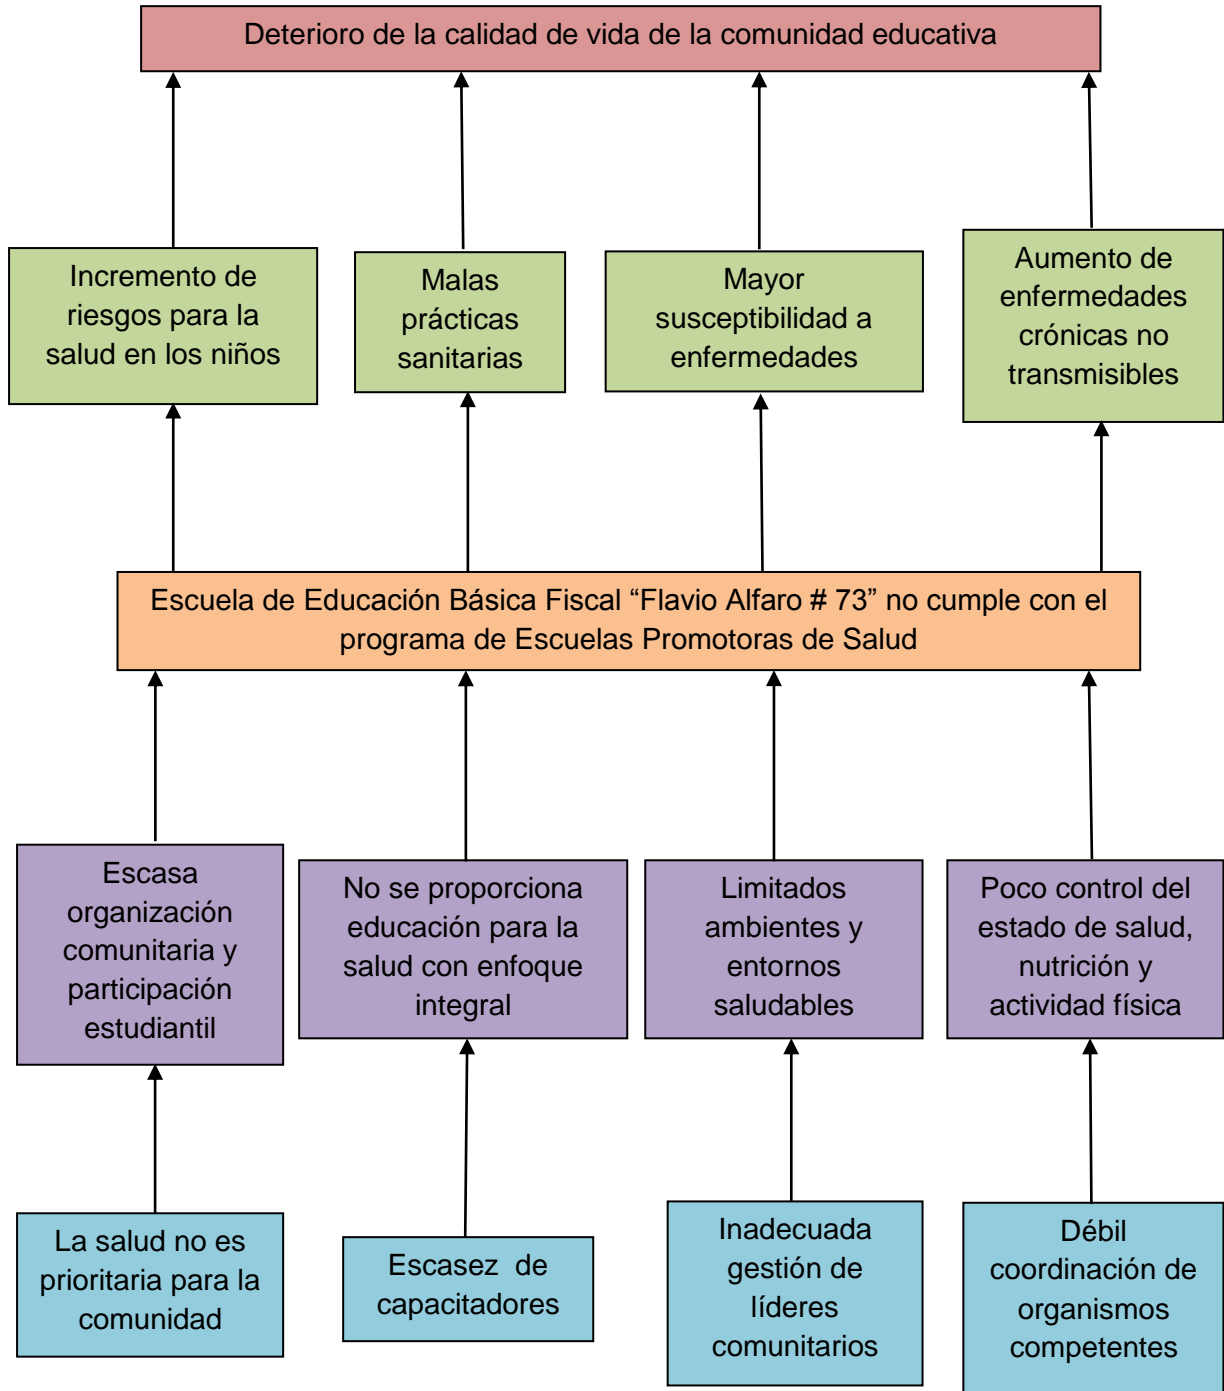 Deterioro de la calidad de vida de la comunidad educativa
Incremento de
riesgos para la
salud en los niños
Malas
prácticas
sanitarias
Mayor
susceptibilidad a
enfermedades
Aumento de
enfermedades
crónicas no
transmisibles
Escuela de Educación Básica Fiscal “Flavio Alfaro # 73” no cumple con el
programa de Escuelas Promotoras de Salud
Escasa
organización
comunitaria y
participación
estudiantil
No se proporciona
educación para la
salud con enfoque
integral
Limitados
ambientes y
entornos
saludables
Poco control del
estado de salud,
nutrición y
actividad física
La salud no es
prioritaria para la
comunidad
Escasez de
capacitadores
Inadecuada
gestión de
líderes
comunitarios
Débil
coordinación de
organismos
competentes